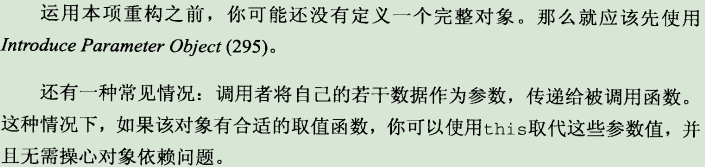 运用本项重构之前，你可能还没有定义一个完整对象。那么就应该先使用
Introduce Parameter Object (295)。
还有一种常见情况：调用者将自己的若干数据作为参数，传递给被调用函数。
这种情况下，如果该对象有合适的取值函数，你可以使用this取代这些参数值，并
且无需操心对象依赖问题。